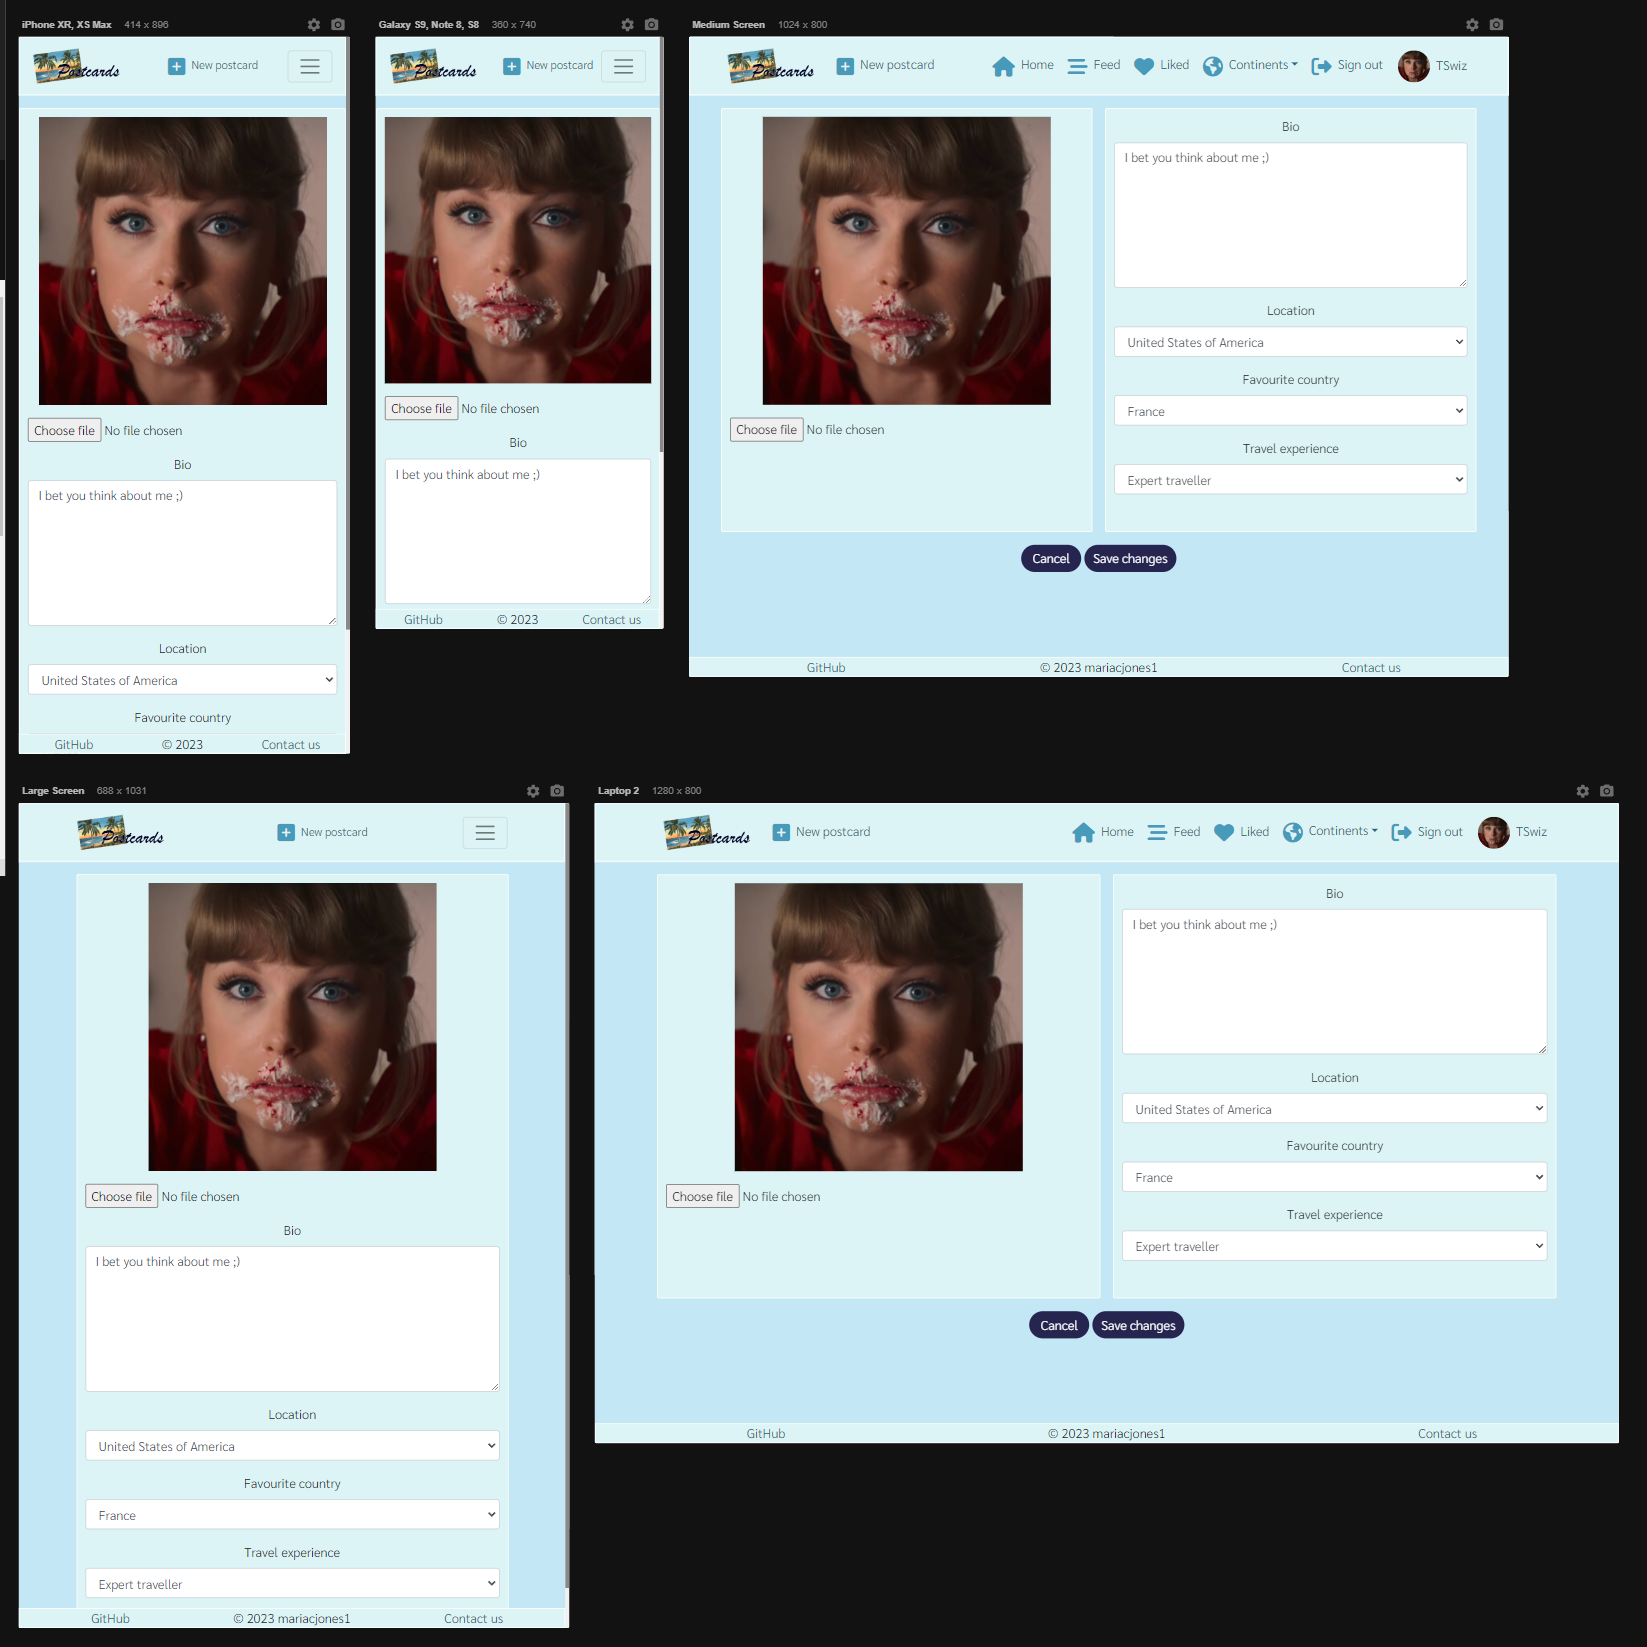 iPhone XR, XS Max 414 x 896
Postcards
New postcard
Choose file No file chosen
Bio
I bet you think about me ;)
Location
United States of America
Favourite country
GitHub © 2023 Contact us
Galaxy S9, Note 8, S8 360 x 740
Postcards
New postcard
Choose file No file chosen
Bio
I bet you think about me ;)
GitHub © 2023 Contact us
Medium Screen 1024 x 800
Postcards
New postcard Home Feed Liked Continents Sign out TSwiz
Choose file No file chosen
Bio
I bet you think about me ;)
Location
United States of America
Favourite country
France
Travel experience
Expert traveller
Cancel Save changes
GitHub © 2023 mariacjones1 Contact us
Large Screen 688 x 1031
Postcards
New postcard
Choose file No file chosen
Bio
I bet you think about me ;)
Location
United States of America
Favourite country
France
Travel experience
Expert traveller
GitHub © 2023 mariacjones1 Contact us
Laptop 2 1280 x 800
Postcards
New postcard Home Feed Liked Continents Sign out TSwiz
Choose file No file chosen
Bio
I bet you think about me ;)
Location
United States of America
Favourite country
France
Travel experience
Expert traveller
Cancel Save changes
GitHub © 2023 mariacjones1 Contact us